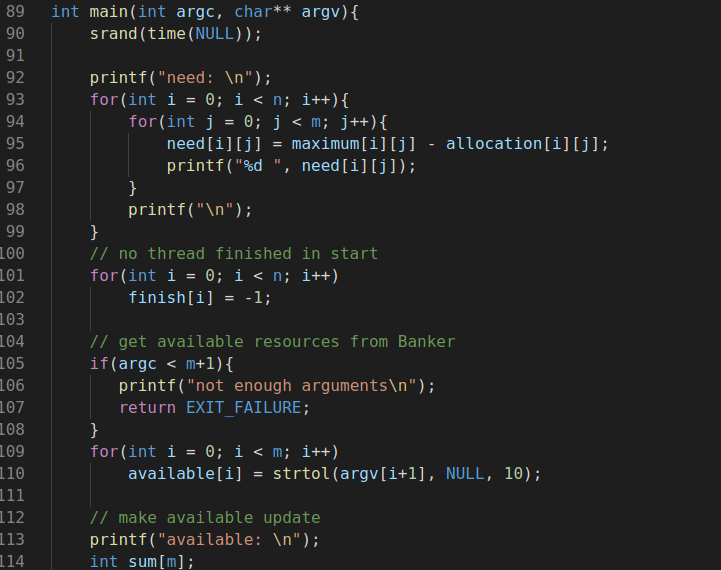 89 int main(int argc, char** argv){
90 srand(time(NULL));
91
92 printf("need: \n");
93 for(int i = 0; i < n; i++){
94 for(int j = 0; j < m; j++){
95 need[i][j] = maximum[i][j] - allocation[i][j];
96 printf("%d ", need[i][j]);
97 }
98 printf("\n");
99 }
100 // no thread finished in start
101 for(int i = 0; i < n; i++)
102 finish[i] = -1;
103
104 // get available resources from Banker
105 if(argc < m+1){
106 printf("not enough arguments\n");
107 return EXIT_FAILURE;
108 }
109 for(int i = 0; i < m; i++)
110 available[i] = strtol(argv[i+1], NULL, 10);
111
112 // make available update
113 printf("available: \n");
114 int sum[m];